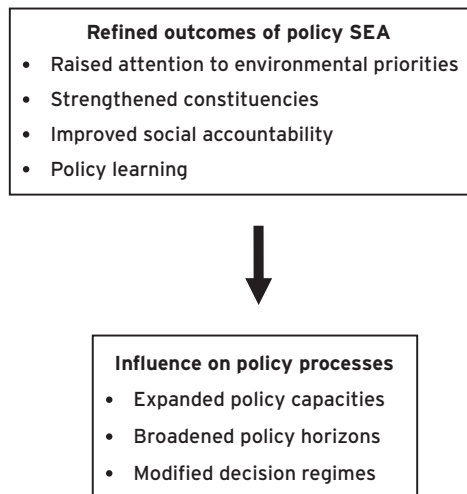 Refined outcomes of policy SEA
• Raised attention to environmental priorities
• Strengthened constituencies
• Improved social accountability
• Policy learning
Influence on policy processes
• Expanded policy capacities
• Broadened policy horizons
• Modified decision regimes